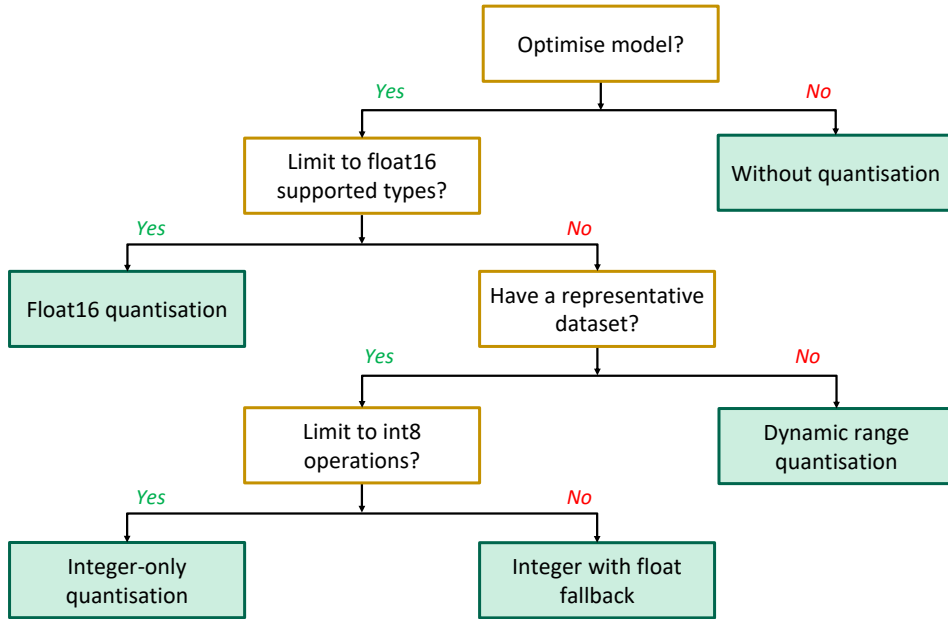 Optimise model?
Yes
No
Limit to float16
supported types?
Without quantisation
Yes
No
Float16 quantisation
Have a representative
dataset?
Yes
No
Limit to int8
operations?
Dynamic range
quantisation
Yes
No
Integer-only
quantisation
Integer with float
fallback